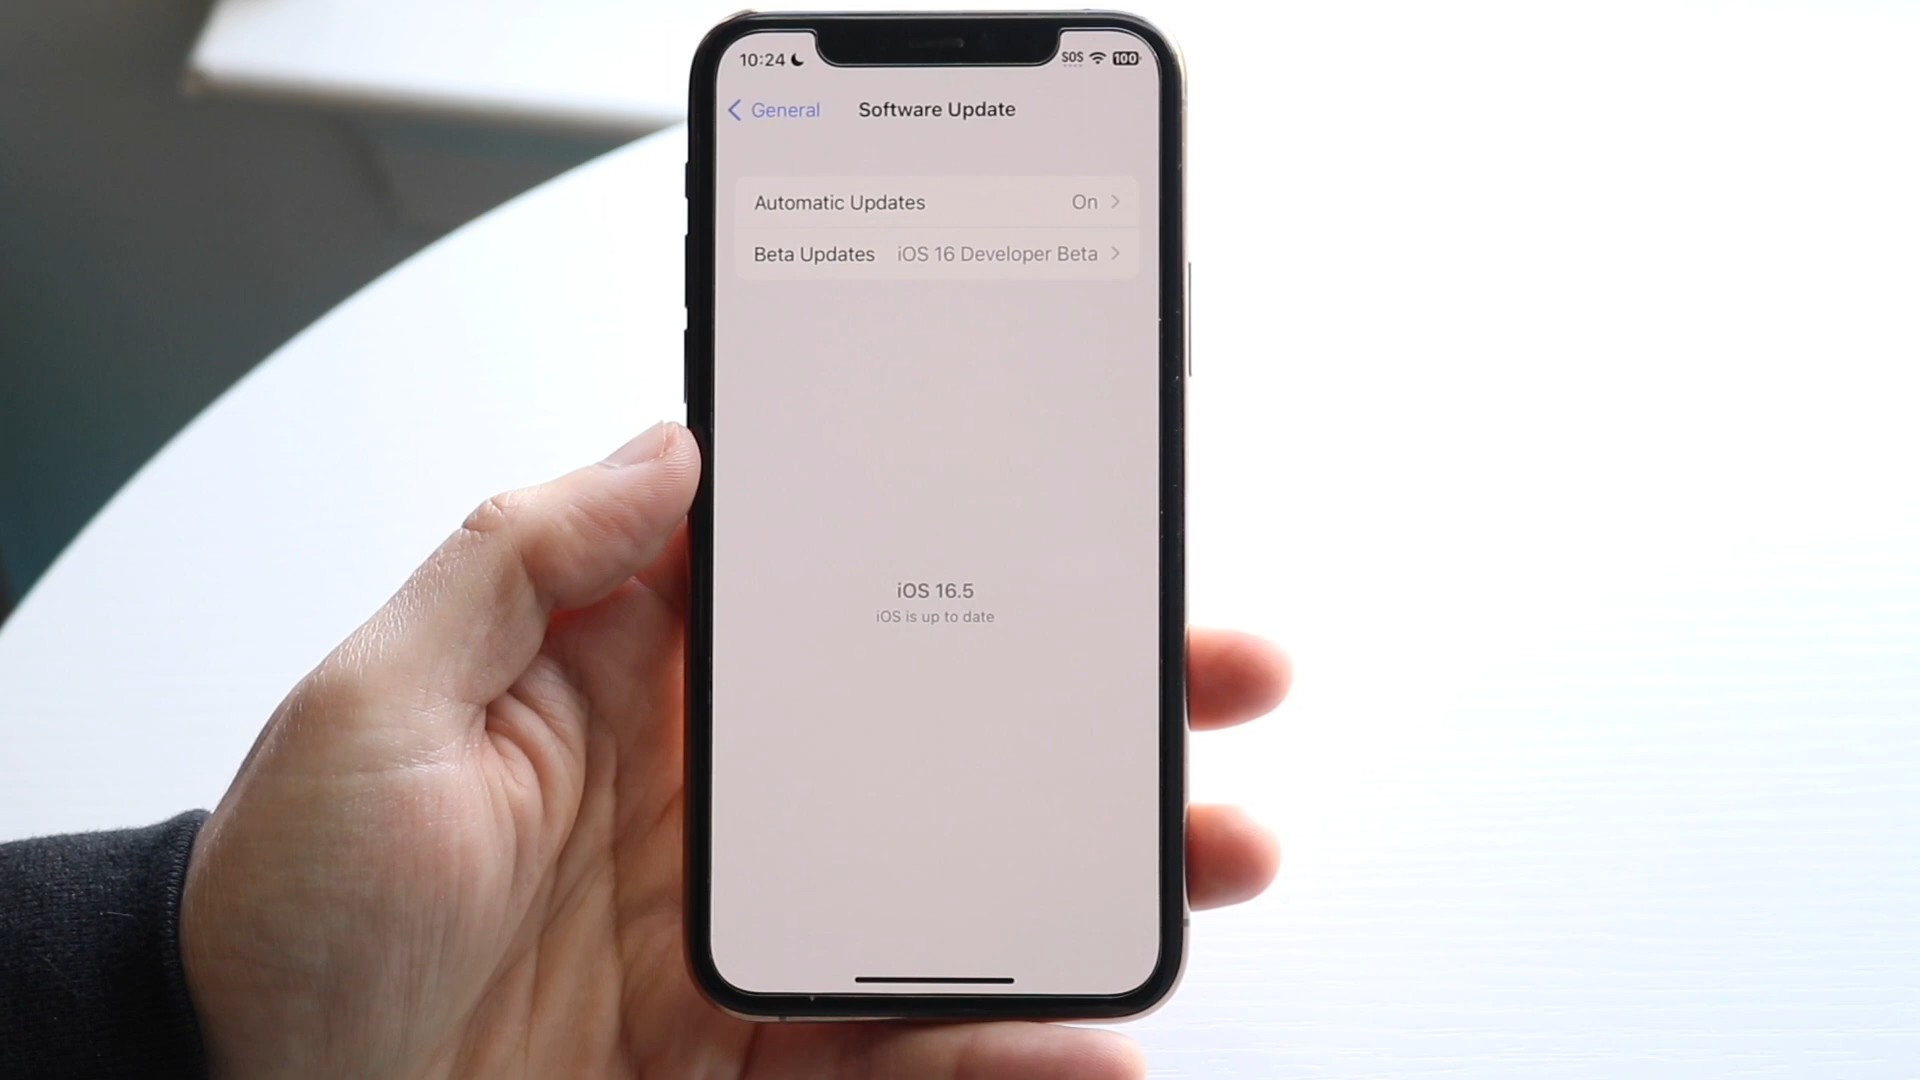 10:24 SOS 100
General Software Update
Automatic Updates On
Beta Updates iOS 16 Developer Beta
iOS 16.5
iOS is up to date